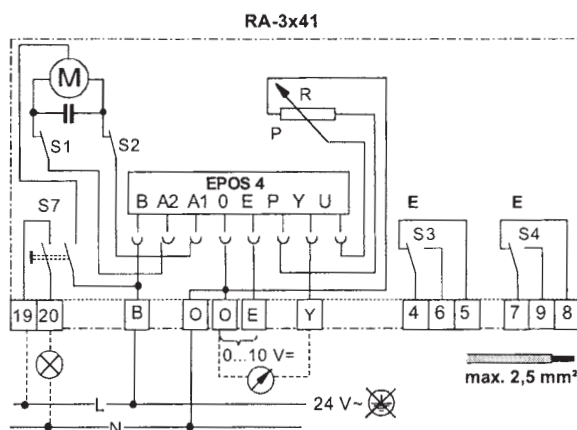 RA-3x41
M
R
P
S1
S2
EPOS 4
B A2 A1 0 E P Y U
E
E
S7
S3
S4
19 20 B O O E Y 4 6 5 7 9 8
0...10 V=
max. 2,5 mm²
L
24 V~
N